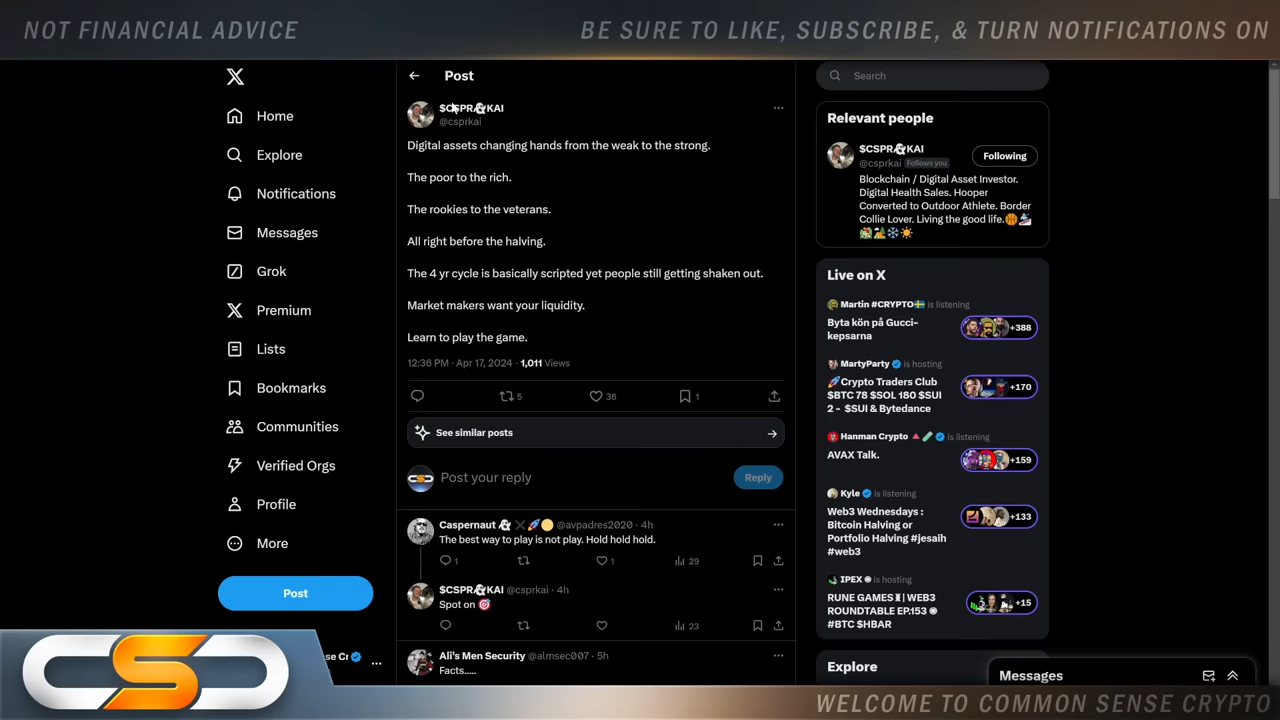 NOT FINANCIAL ADVICE
BE SURE TO LIKE, SUBSCRIBE, & TURN NOTIFICATIONS ON
Home
Explore
Notifications
Messages
Grok
Premium
Lists
Bookmarks
Communities
Verified Orgs
Profile
More
Post
se Cr
Post
$CSPR KAI
@csprkai
Digital assets changing hands from the weak to the strong.
The poor to the rich.
The rookies to the veterans.
All right before the halving.
The 4 yr cycle is basically scripted yet people still getting shaken out.
Market makers want your liquidity.
Learn to play the game.
12:36 PM · Apr 17, 2024 · 1,011 Views
5 36 1
See similar posts
Post your reply
Reply
Caspernaut @avpadres2020 · 4h
The best way to play is not play. Hold hold hold.
1 1 29
$CSPR KAI @csprkai · 4h
Spot on
23
Ali's Men Security @almsec007 · 5h
Facts.....
Search
Relevant people
$CSPR KAI
@csprkai Follows you
Following
Blockchain / Digital Asset Investor.
Digital Health Sales. Hooper
Converted to Outdoor Athlete. Border
Collie Lover. Living the good life.
Live on X
Martin #CRYPTO is listening
Byta kön på Gucci-
kepsarna
+388
MartyParty is hosting
Crypto Traders Club
$BTC 78 $SOL 180 $SUI
2 - $SUI & Bytedance
+170
Hanman Crypto is listening
AVAX Talk.
+159
Kyle is listening
Web3 Wednesdays :
Bitcoin Halving or
Portfolio Halving #jesaih
#web3
+133
IPEX is hosting
RUNE GAMES | WEB3
ROUNDTABLE EP:153
#BTC $HBAR
+15
Explore
Messages
CSC
WELCOME TO COMMON SENSE CRYPTO